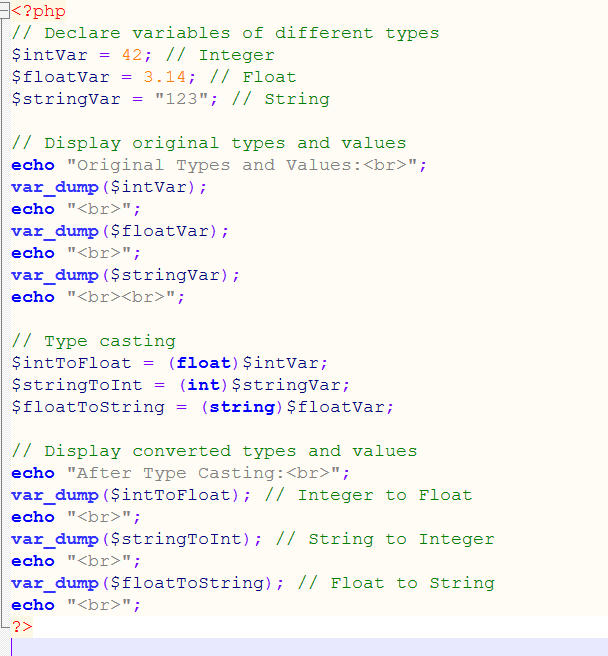 <?php
// Declare variables of different types
$intVar = 42; // Integer
$floatVar = 3.14; // Float
$stringVar = "123"; // String
// Display original types and values
echo "Original Types and Values:<br>";
var_dump($intVar);
echo "<br>";
var_dump($floatVar);
echo "<br>";
var_dump($stringVar);
echo "<br><br>";
// Type casting
$intToFloat = (float)$intVar;
$stringToInt = (int)$stringVar;
$floatToString = (string)$floatVar;
// Display converted types and values
echo "After Type Casting:<br>";
var_dump($intToFloat); // Integer to Float
echo "<br>";
var_dump($stringToInt); // String to Integer
echo "<br>";
var_dump($floatToString); // Float to String
echo "<br>";
?>